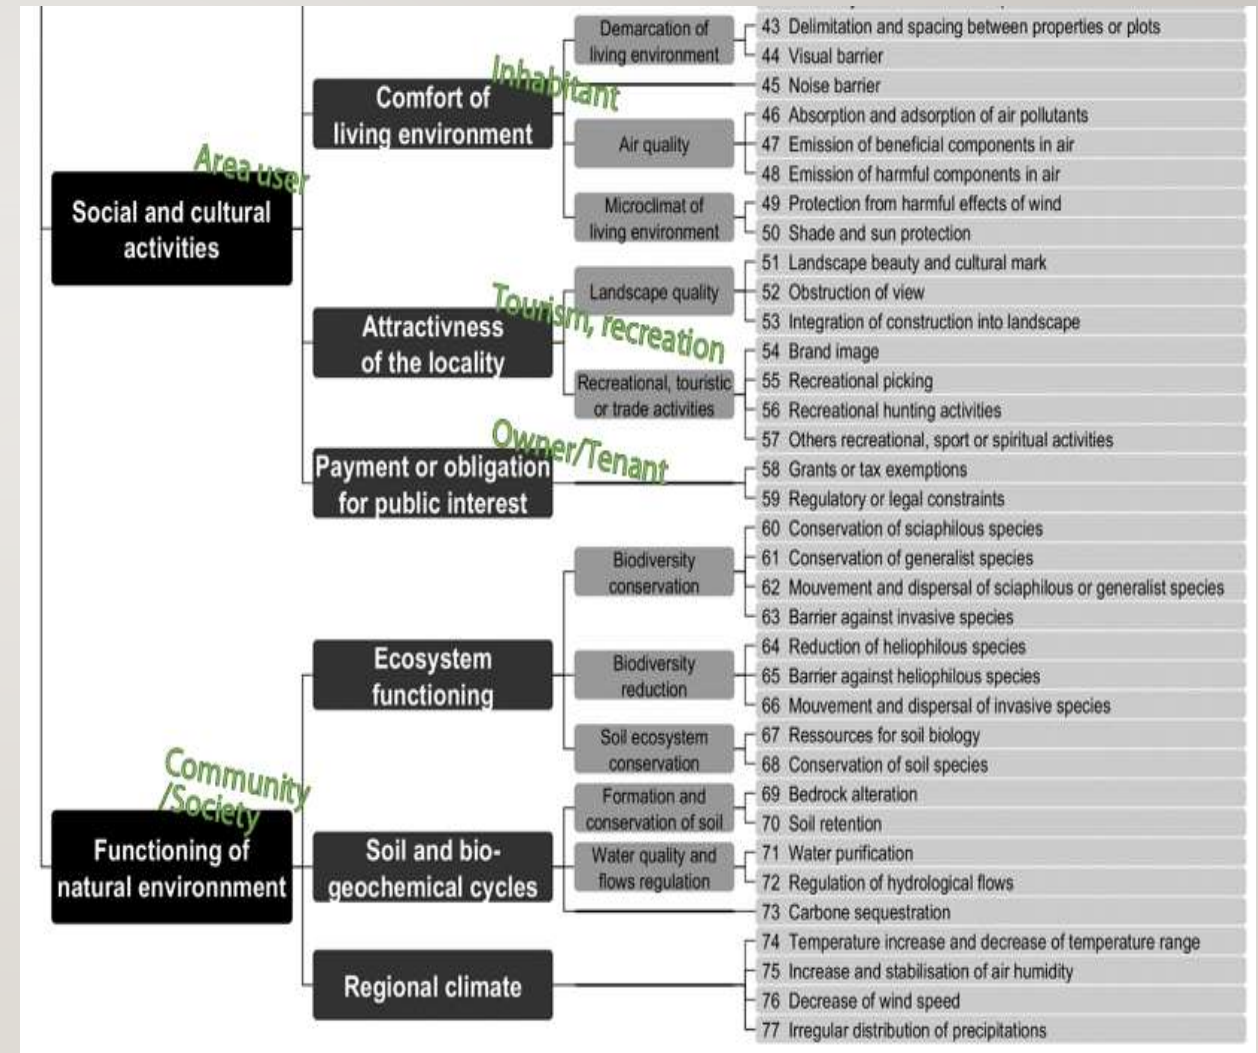 43 Delimitation and spacing between properties or plots
Demarcation of
living environment
44 Visual barrier
Inhabitant
45 Noise barrier
Comfort of
living environment
46 Absorption and adsorption of air pollutants
Air quality
47 Emission of beneficial components in air
48 Emission of harmful components in air
Area user
Social and cultural
activities
Microclimat of
living environment
49 Protection from harmful effects of wind
50 Shade and sun protection
51 Landscape beauty and cultural mark
Landscape quality
52 Obstruction of view
53 Integration of construction into landscape
Tourism, recreation
Attractivness
of the locality
54 Brand image
Recreational, touristic
or trade activities
55 Recreational picking
56 Recreational hunting activities
57 Others recreational, sport or spiritual activities
Owner/Tenant
Payment or obligation
for public interest
58 Grants or tax exemptions
59 Regulatory or legal constraints
60 Conservation of sciaphilous species
Biodiversity
conservation
61 Conservation of generalist species
62 Mouvement and dispersal of sciaphilous or generalist species
63 Barrier against invasive species
Ecosystem
functioning
64 Reduction of heliophilous species
Biodiversity
reduction
65 Barrier against heliophilous species
66 Mouvement and dispersal of invasive species
Soil ecosystem
conservation
67 Ressources for soil biology
68 Conservation of soil species
Community
/Society
Functioning of
natural environnment
Formation and
conservation of soil
69 Bedrock alteration
70 Soil retention
Soil and bio-
geochemical cycles
Water quality and
flows regulation
71 Water purification
72 Regulation of hydrological flows
73 Carbone sequestration
Regional climate
74 Temperature increase and decrease of temperature range
75 Increase and stabilisation of air humidity
76 Decrease of wind speed
77 Irregular distribution of precipitations